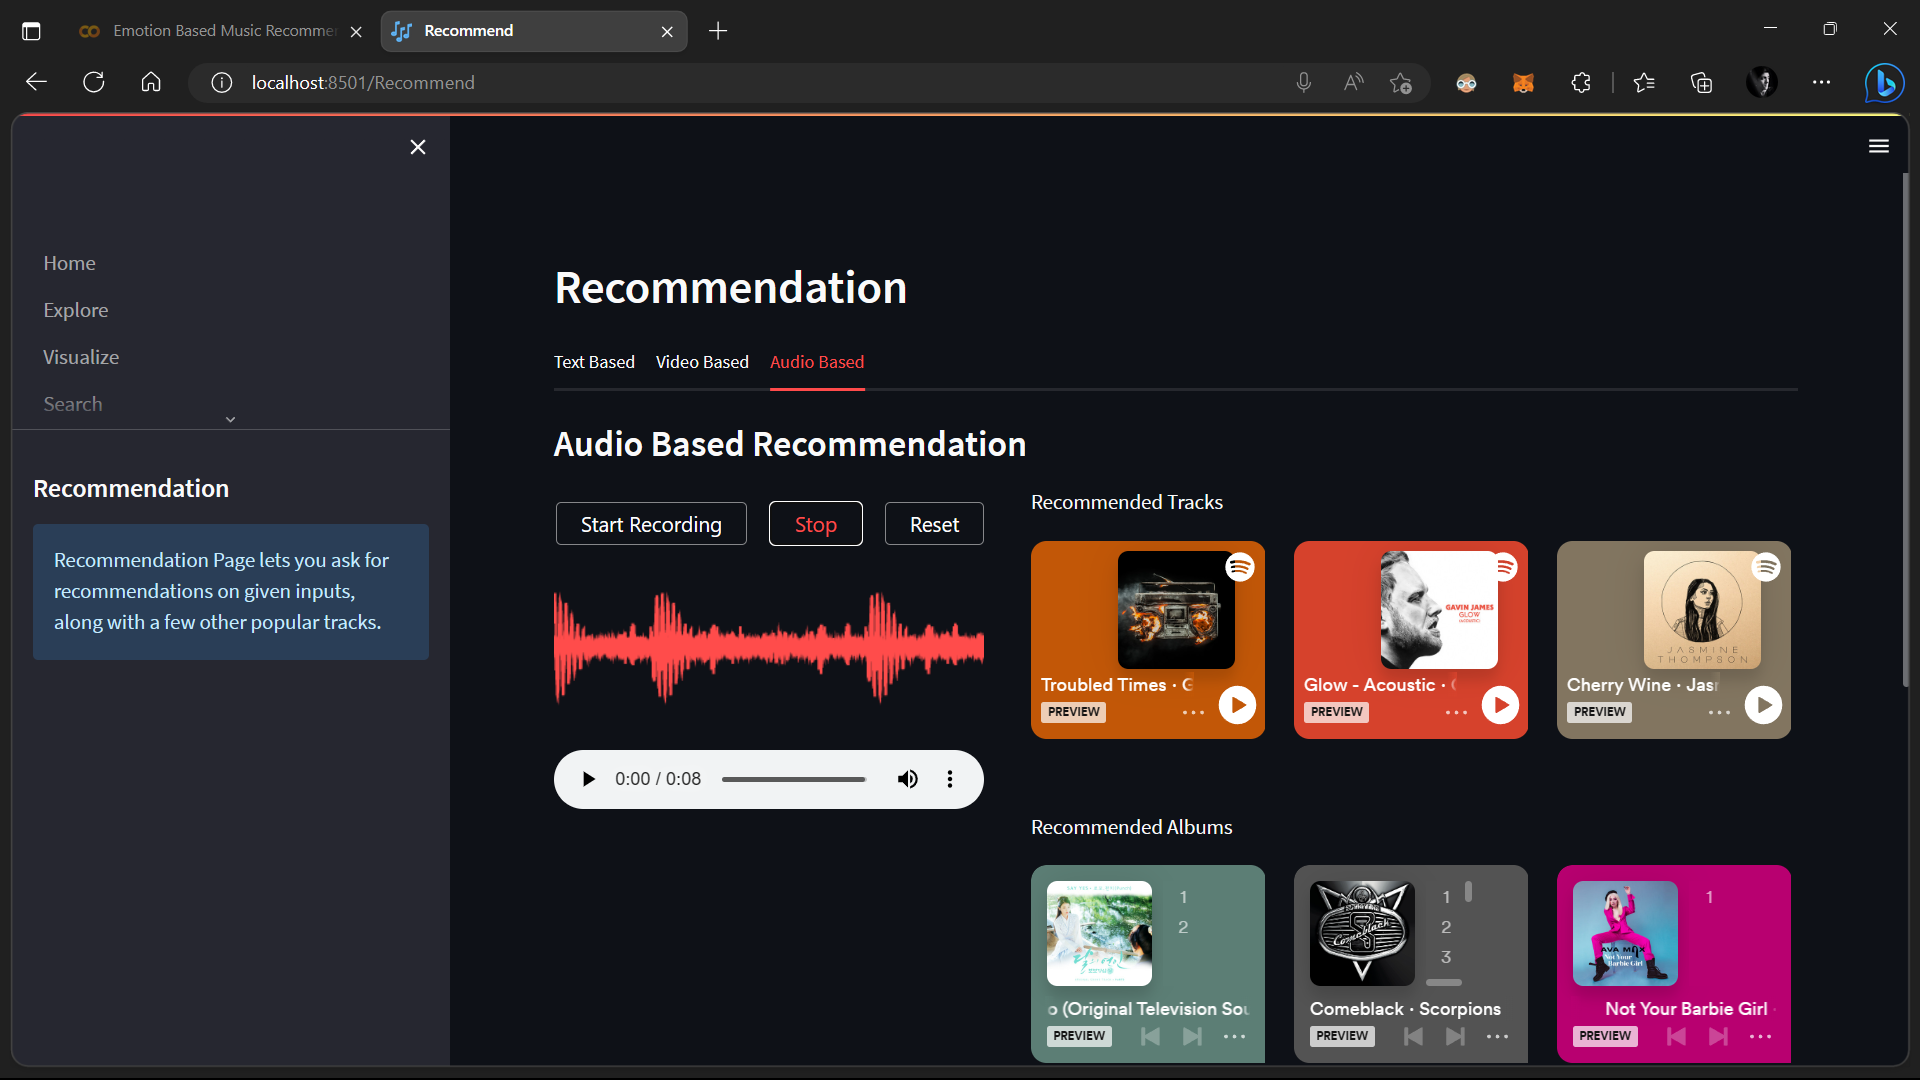 Emotion Based Music Recommen
Recommend
localhost:8501/Recommend
Home
Explore
Visualize
Search
Recommendation
Recommendation Page lets you ask for
recommendations on given inputs,
along with a few other popular tracks.
Recommendation
Text Based Video Based Audio Based
Audio Based Recommendation
Start Recording Stop Reset
0:00 / 0:08
Recommended Tracks
Troubled Times · G
PREVIEW
GAVIN JAMES
GLOW
(ACOUSTIC)
Glow - Acoustic ·
PREVIEW
JASMINE
THOMPSON
Cherry Wine · Jasm
PREVIEW
Recommended Albums
1
2
o (Original Television Sou
PREVIEW
Comeblack
1
2
3
Comeblack · Scorpions
PREVIEW
AVA MAX
Not Your
Barbie Girl
1
Not Your Barbie Girl
PREVIEW